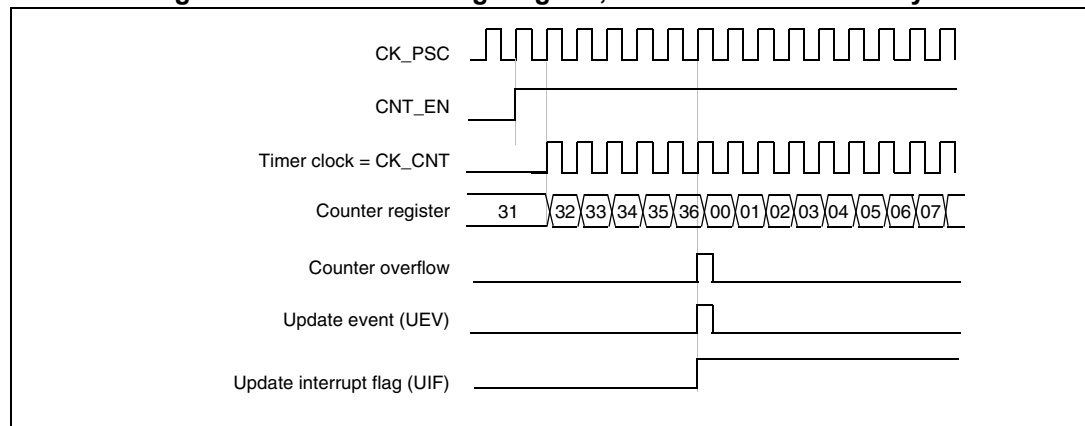 CK_PSC
CNT_EN
Timer clock = CK_CNT
Counter register 31 32 33 34 35 36 00 01 02 03 04 05 06 07
Counter overflow
Update event (UEV)
Update interrupt flag (UIF)